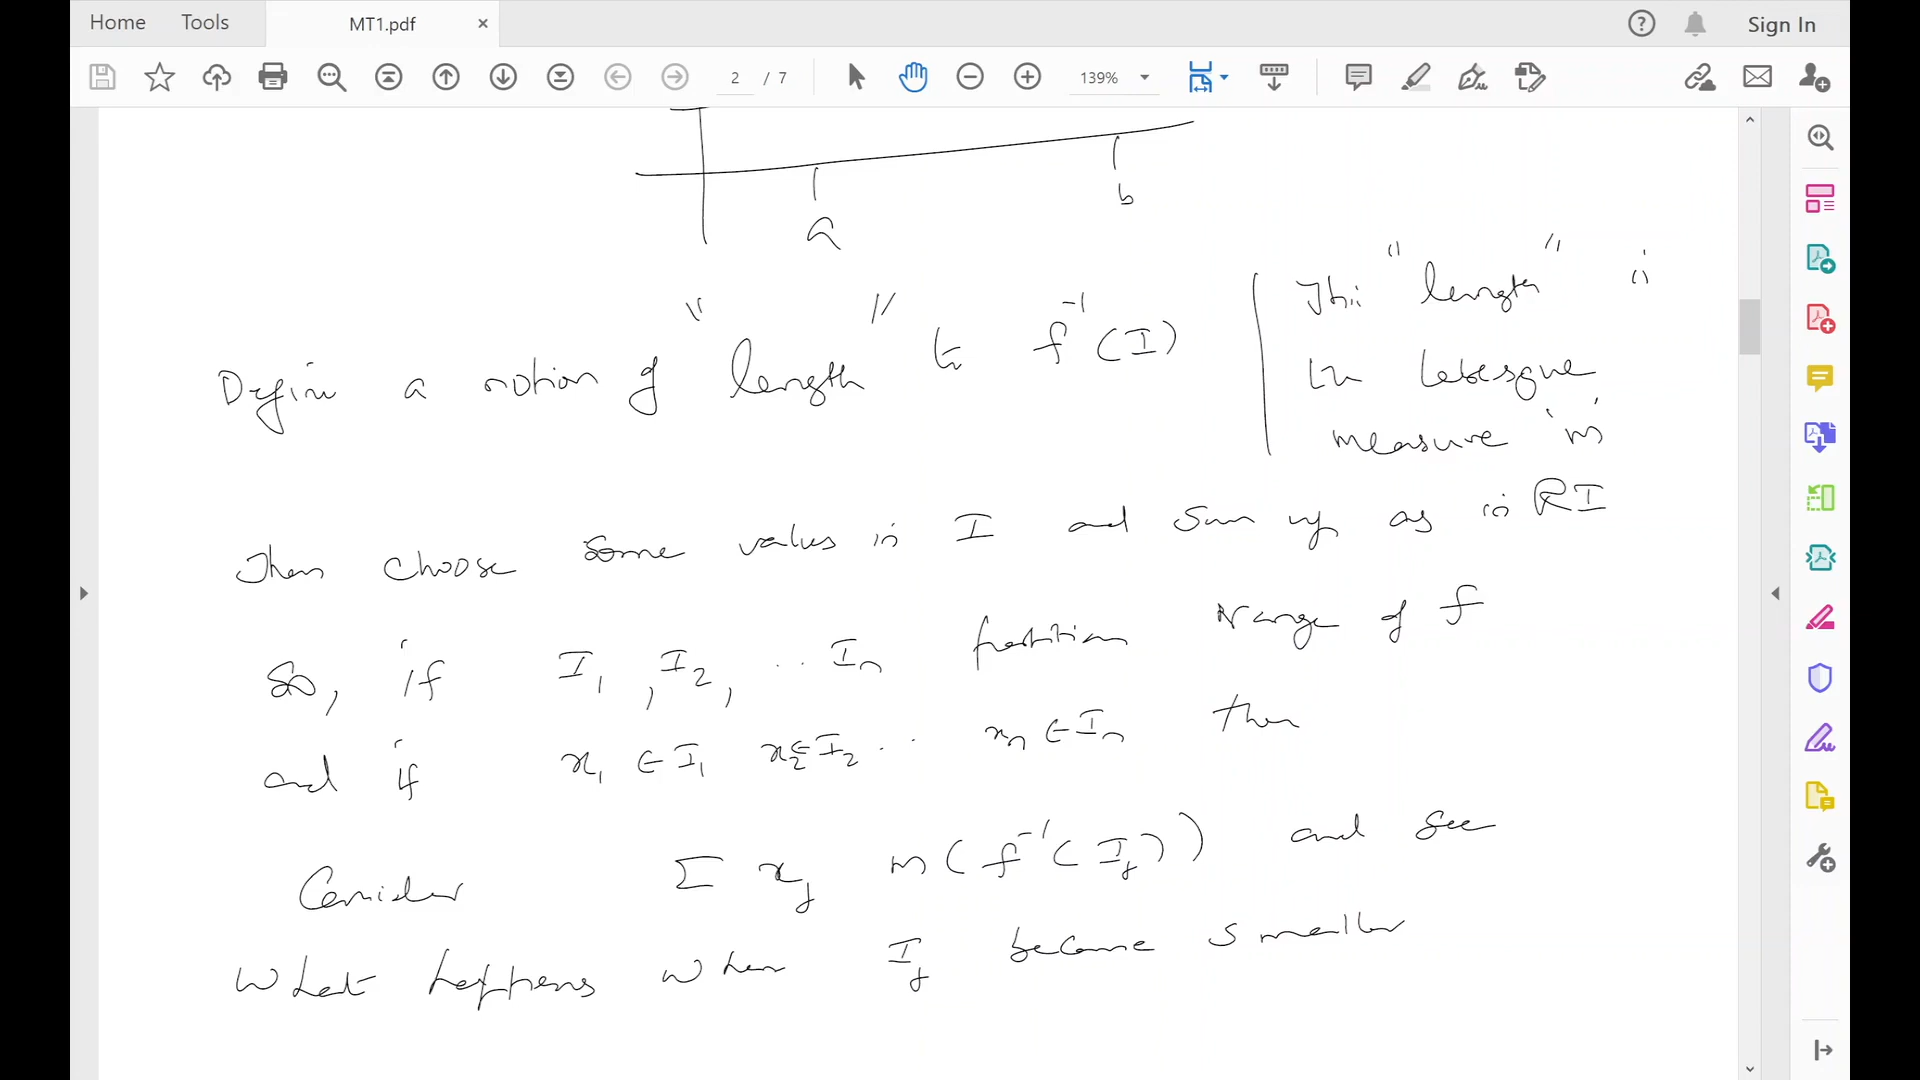 Home Tools MT1.pdf × Sign In
2 / 7 139%
a b
Define a notion of "length" to f⁻¹(I)
This "length" is
the Lebesgue
measure 'm'
Then choose some values in I and sum up as in RI
So, if I₁, I₂, .. Iₙ partition range of f
and if x₁ ∈ I₁ x₂ ∈ I₂ .. xₙ ∈ Iₙ then
Consider Σ xⱼ m(f⁻¹(Iⱼ)) and see
What happens when Iⱼ become smaller